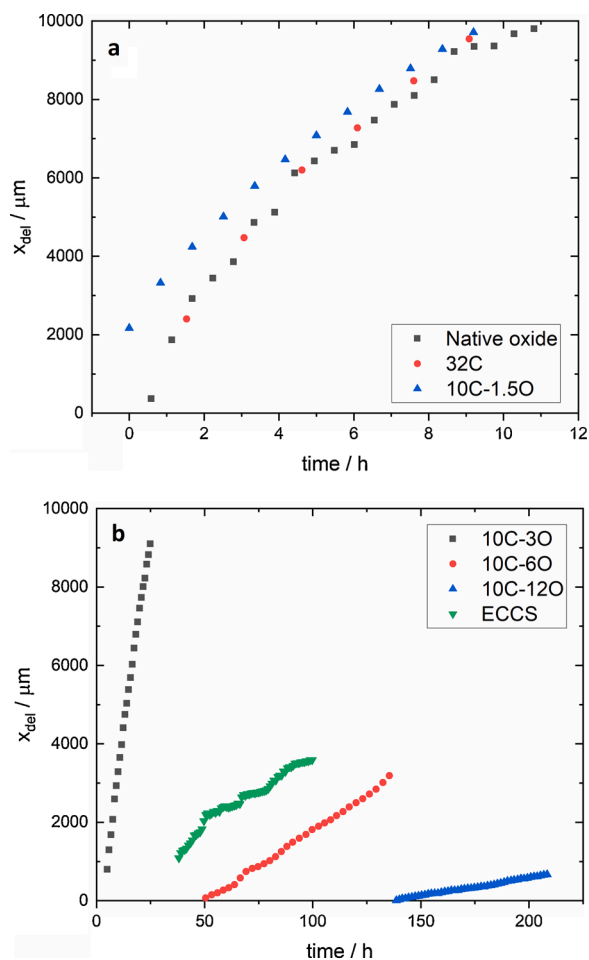 a
10000
8000
6000
4000
2000
0
x_del / μm
0 2 4 6 8 10 12
time / h
Native oxide
32C
10C-1.5O
b
10000
8000
6000
4000
2000
0
x_del / μm
0 50 100 150 200
time / h
10C-3O
10C-6O
10C-12O
ECCS